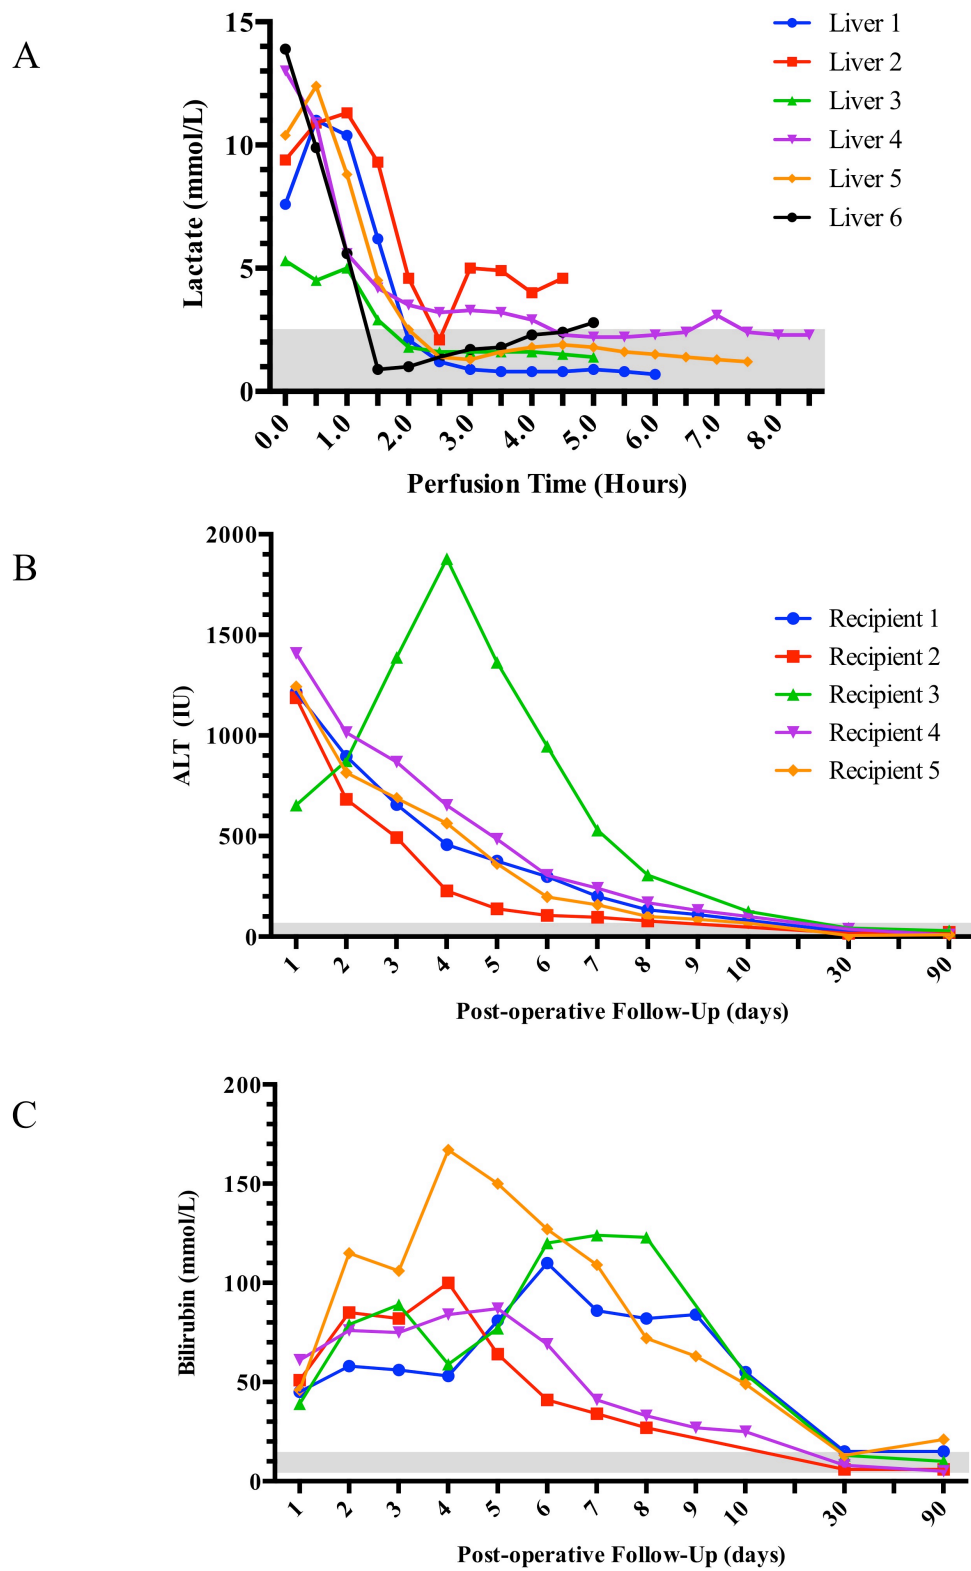 A
Lactate (mmol/L)
15
10
5
0
0.0 1.0 2.0 3.0 4.0 5.0 6.0 7.0 8.0
Perfusion Time (Hours)
Liver 1
Liver 2
Liver 3
Liver 4
Liver 5
Liver 6
B
ALT (IU)
2000
1500
1000
500
0
1 2 3 4 5 6 7 8 9 10 30 90
Post-operative Follow-Up (days)
Recipient 1
Recipient 2
Recipient 3
Recipient 4
Recipient 5
C
Bilirubin (mmol/L)
200
150
100
50
0
1 2 3 4 5 6 7 8 9 10 30 90
Post-operative Follow-Up (days)